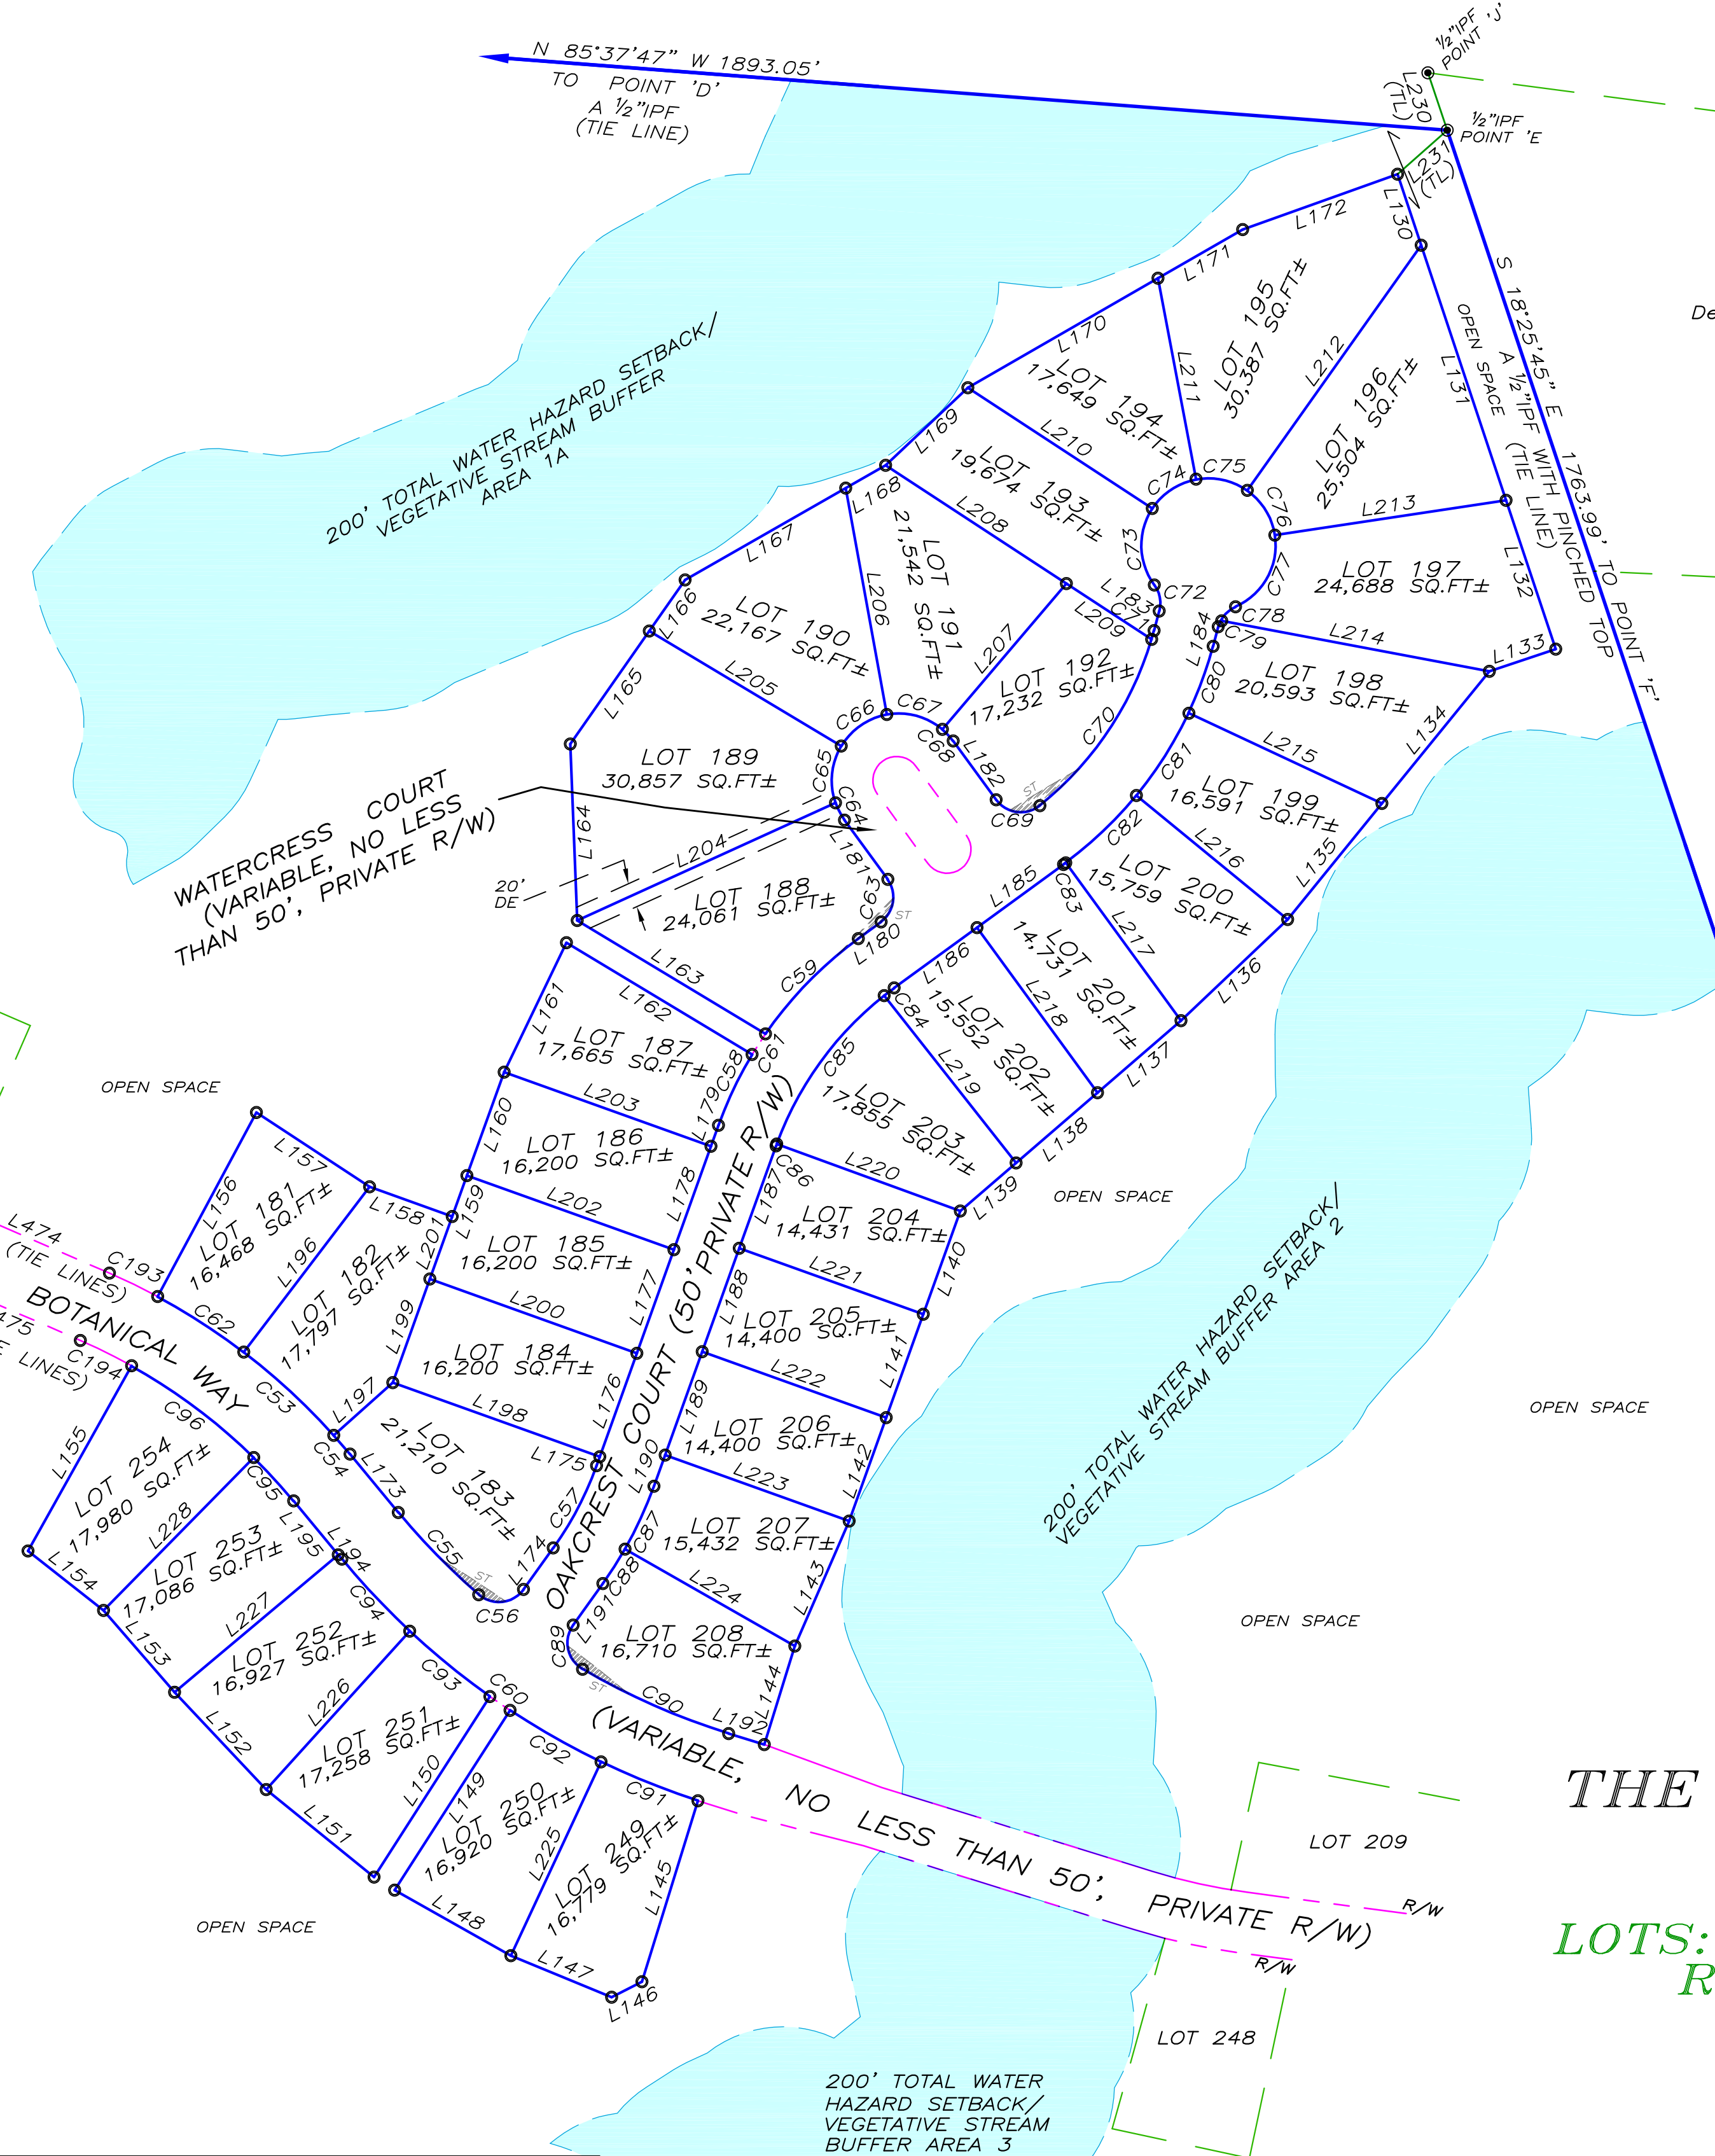 N 85°37'47" W 1893.05'
TO POINT 'D'
A ½"IPF
(TIE LINE)
½"IPF
POINT 'J'
L230
(TL)
½"IPF
POINT 'E
L231
(TL)
L130
L172
L171
S 18°25'45" E 1763.99' TO POINT 'F'
A ½"IPF WITH PINCHED TOP
(TIE LINE)
OPEN SPACE
L131
De
LOT 195
30,387 SQ.FT±
L212
L211
L170
LOT 194
17,649 SQ.FT±
LOT 196
25,504 SQ.FT±
200' TOTAL WATER HAZARD SETBACK/
VEGETATIVE STREAM BUFFER
AREA 1A
L169
L210
LOT 193
19,674 SQ.FT±
C74
C75
C76
L213
L168
L208
L167
LOT 191
21,542 SQ.FT±
C73
C77
L132
LOT 197
24,688 SQ.FT±
L206
C72
L183
C71
L209
C78
C79
L184
L214
L133
L166
LOT 190
22,167 SQ.FT±
L207
LOT 192
17,232 SQ.FT±
L165
L205
C66
C67
C68
C70
C80
LOT 198
20,593 SQ.FT±
L134
L215
LOT 189
30,857 SQ.FT±
C65
L182
C81
WATERCRESS COURT
(VARIABLE, NO LESS
THAN 50', PRIVATE R/W)
C64
ST
C69
LOT 199
16,591 SQ.FT±
L164
L204
L181
C82
L216
L135
20'
DE
LOT 188
24,061 SQ.FT±
C63
ST
L180
L185
C83
LOT 200
15,759 SQ.FT±
L163
C59
L217
L186
LOT 201
14,731 SQ.FT±
L136
L162
L161
C84
L218
LOT 202
15,552 SQ.FT±
LOT 187
17,665 SQ.FT±
C58
C61
C85
L219
L137
OPEN SPACE
L203
L179
LOT 203
17,855 SQ.FT±
L138
L160
LOT 186
16,200 SQ.FT±
C86
L220
L139
OPEN SPACE
L157
L156
LOT 181
16,468 SQ.FT±
L158
L159
L202
L178
L187
LOT 204
14,431 SQ.FT±
L474
(TIE LINES)
C193
L196
L201
LOT 185
16,200 SQ.FT±
L221
L140
200' TOTAL WATER HAZARD SETBACK/
VEGETATIVE STREAM BUFFER AREA 2
C62
LOT 182
17,797 SQ.FT±
L200
L177
L188
LOT 205
14,400 SQ.FT±
L199
475
E LINES)
C194
BOTANICAL WAY
LOT 184
16,200 SQ.FT±
L222
L141
C53
L197
L198
L176
L189
LOT 206
14,400 SQ.FT±
OPEN SPACE
C96
L155
LOT 254
17,980 SQ.FT±
C54
LOT 183
21,210 SQ.FT±
L175
OAKCREST COURT (50'PRIVATE R/W)
L190
L223
L142
L173
C95
L228
L195
L194
C57
LOT 207
15,432 SQ.FT±
LOT 253
17,086 SQ.FT±
C55
C87
L154
ST
L174
C88
L224
L143
L227
C94
C56
L191
OPEN SPACE
L153
LOT 252
16,927 SQ.FT±
C89
LOT 208
16,710 SQ.FT±
C93
ST
L226
C60
C90
L144
L152
LOT 251
17,258 SQ.FT±
L192
(VARIABLE, NO LESS THAN 50', PRIVATE R/W)
C92
L150
L149
C91
L151
LOT 250
16,920 SQ.FT±
L225
LOT 249
16,779 SQ.FT±
L145
THE
LOT 209
R/W
OPEN SPACE
L148
LOTS:
R
R/W
L147
L146
LOT 248
200' TOTAL WATER
HAZARD SETBACK/
VEGETATIVE STREAM
BUFFER AREA 3